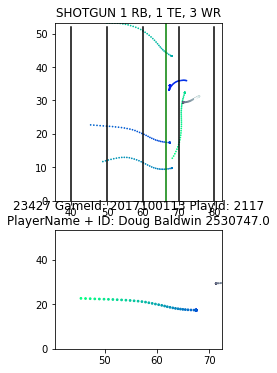 SHOTGUN 1 RB, 1 TE, 3 WR
50
40
30
20
10
0
40 50 60 70 80
23427 GameId: 2017100113 PlayId: 2117
PlayerName + ID: Doug Baldwin 2530747.0
40
20
0
50 60 70